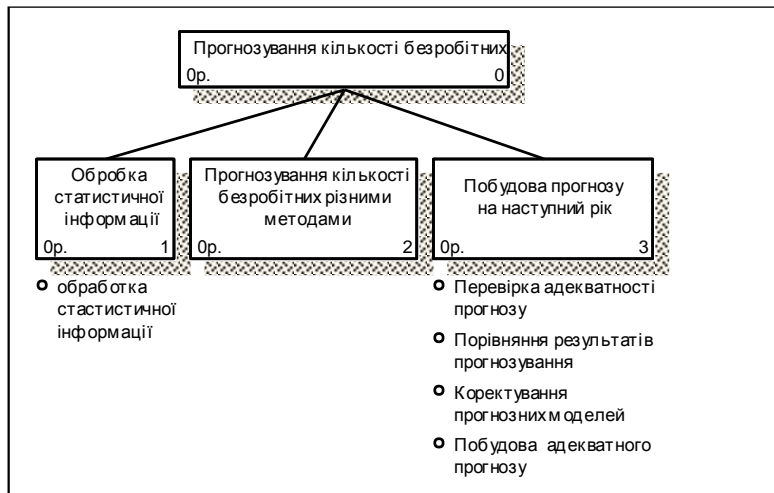 Прогнозування кількості безробітних
0р. 0
Обробка
статистичної
інформації
0р. 1
Прогнозування кількості
безробітних різними
методами
0р. 2
Побудова прогнозу
на наступний рік
0р. 3
обработка
стастистичної
інформації
Перевірка адекватності
прогнозу
Порівняння результатів
прогнозування
Коректування
прогнозних моделей
Побудова адекватного
прогнозу